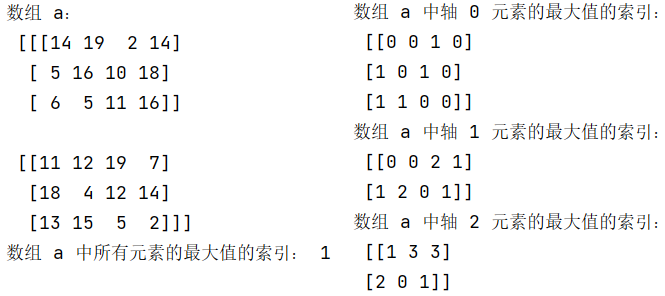 数组 a:
[[[14 19  2 14]
[ 5 16 10 18]
[ 6  5 11 16]]
[[11 12 19  7]
[18  4 12 14]
[13 15  5  2]]]
数组 a 中所有元素的最大值的索引: 1
数组 a 中轴 0 元素的最大值的索引:
[[0 0 1 0]
[1 0 1 0]
[1 1 0 0]]
数组 a 中轴 1 元素的最大值的索引:
[[0 0 2 1]
[1 2 0 1]]
数组 a 中轴 2 元素的最大值的索引:
[[1 3 3]
[2 0 1]]